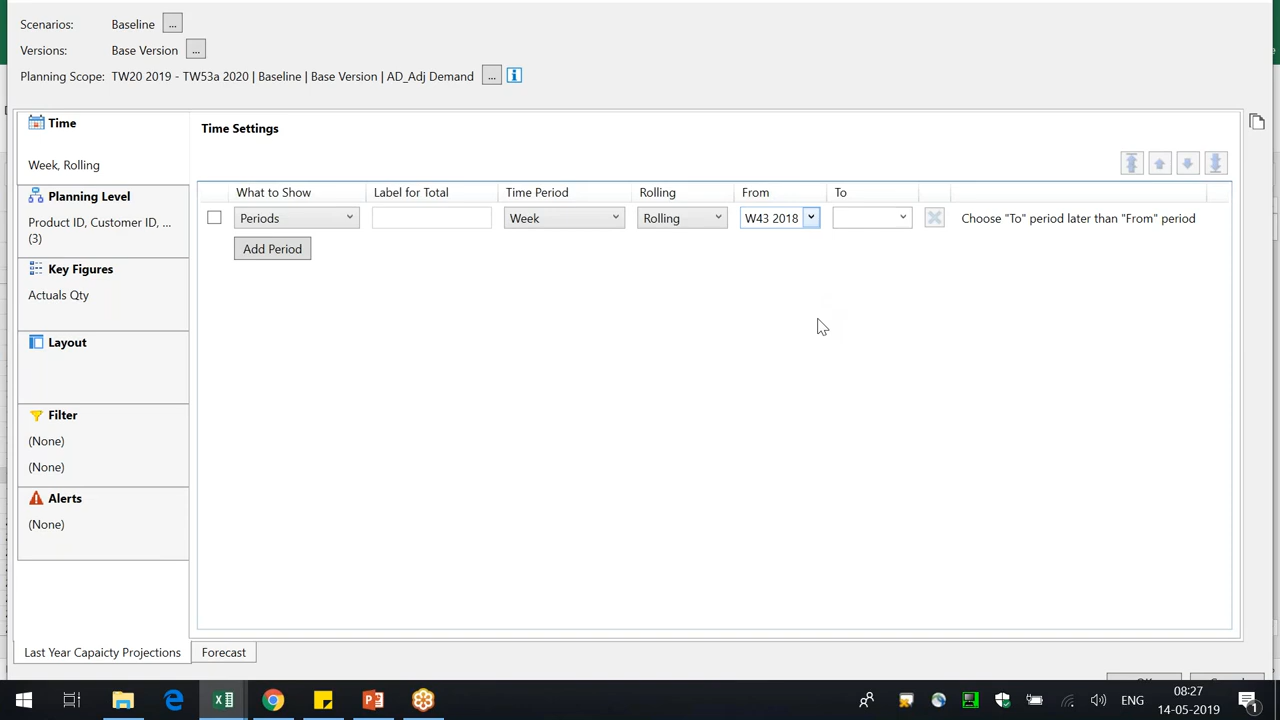 Scenarios: Baseline ...
Versions: Base Version ...
Planning Scope: TW20 2019 - TW53a 2020 | Baseline | Base Version | AD_Adj Demand ... i
Time
Week, Rolling
Planning Level
Product ID, Customer ID, ...
(3)
Key Figures
Actuals Qty
Layout
Filter
(None)
(None)
Alerts
(None)
Time Settings
What to Show Label for Total Time Period Rolling From To
Periods Week Rolling W43 2018 Choose "To" period later than "From" period
Add Period
Last Year Capaicty Projections Forecast
ENG
08:27
14-05-2019
1